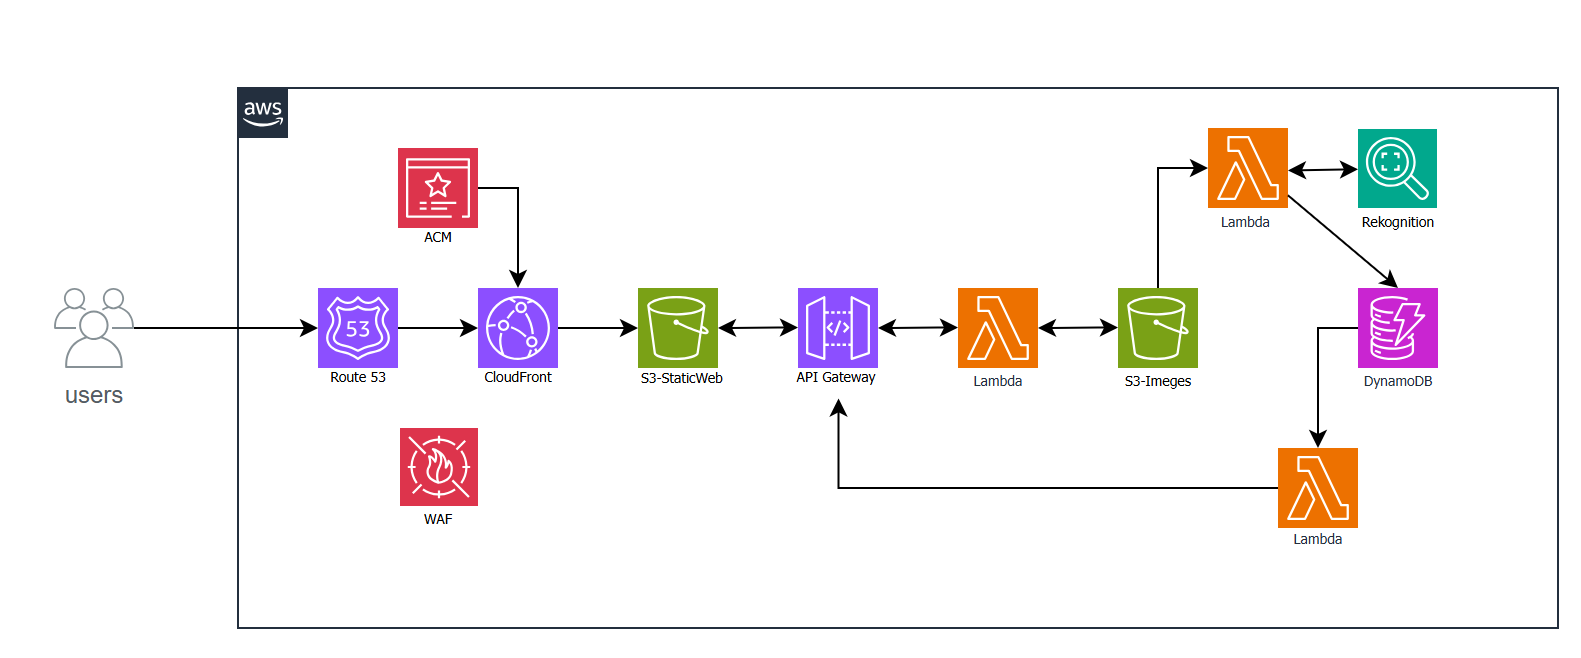 aws
ACM
Lambda
Rekognition
53
users
Route 53
CloudFront
S3-StaticWeb
</>
API Gateway
Lambda
S3-Imeges
DynamoDB
WAF
Lambda